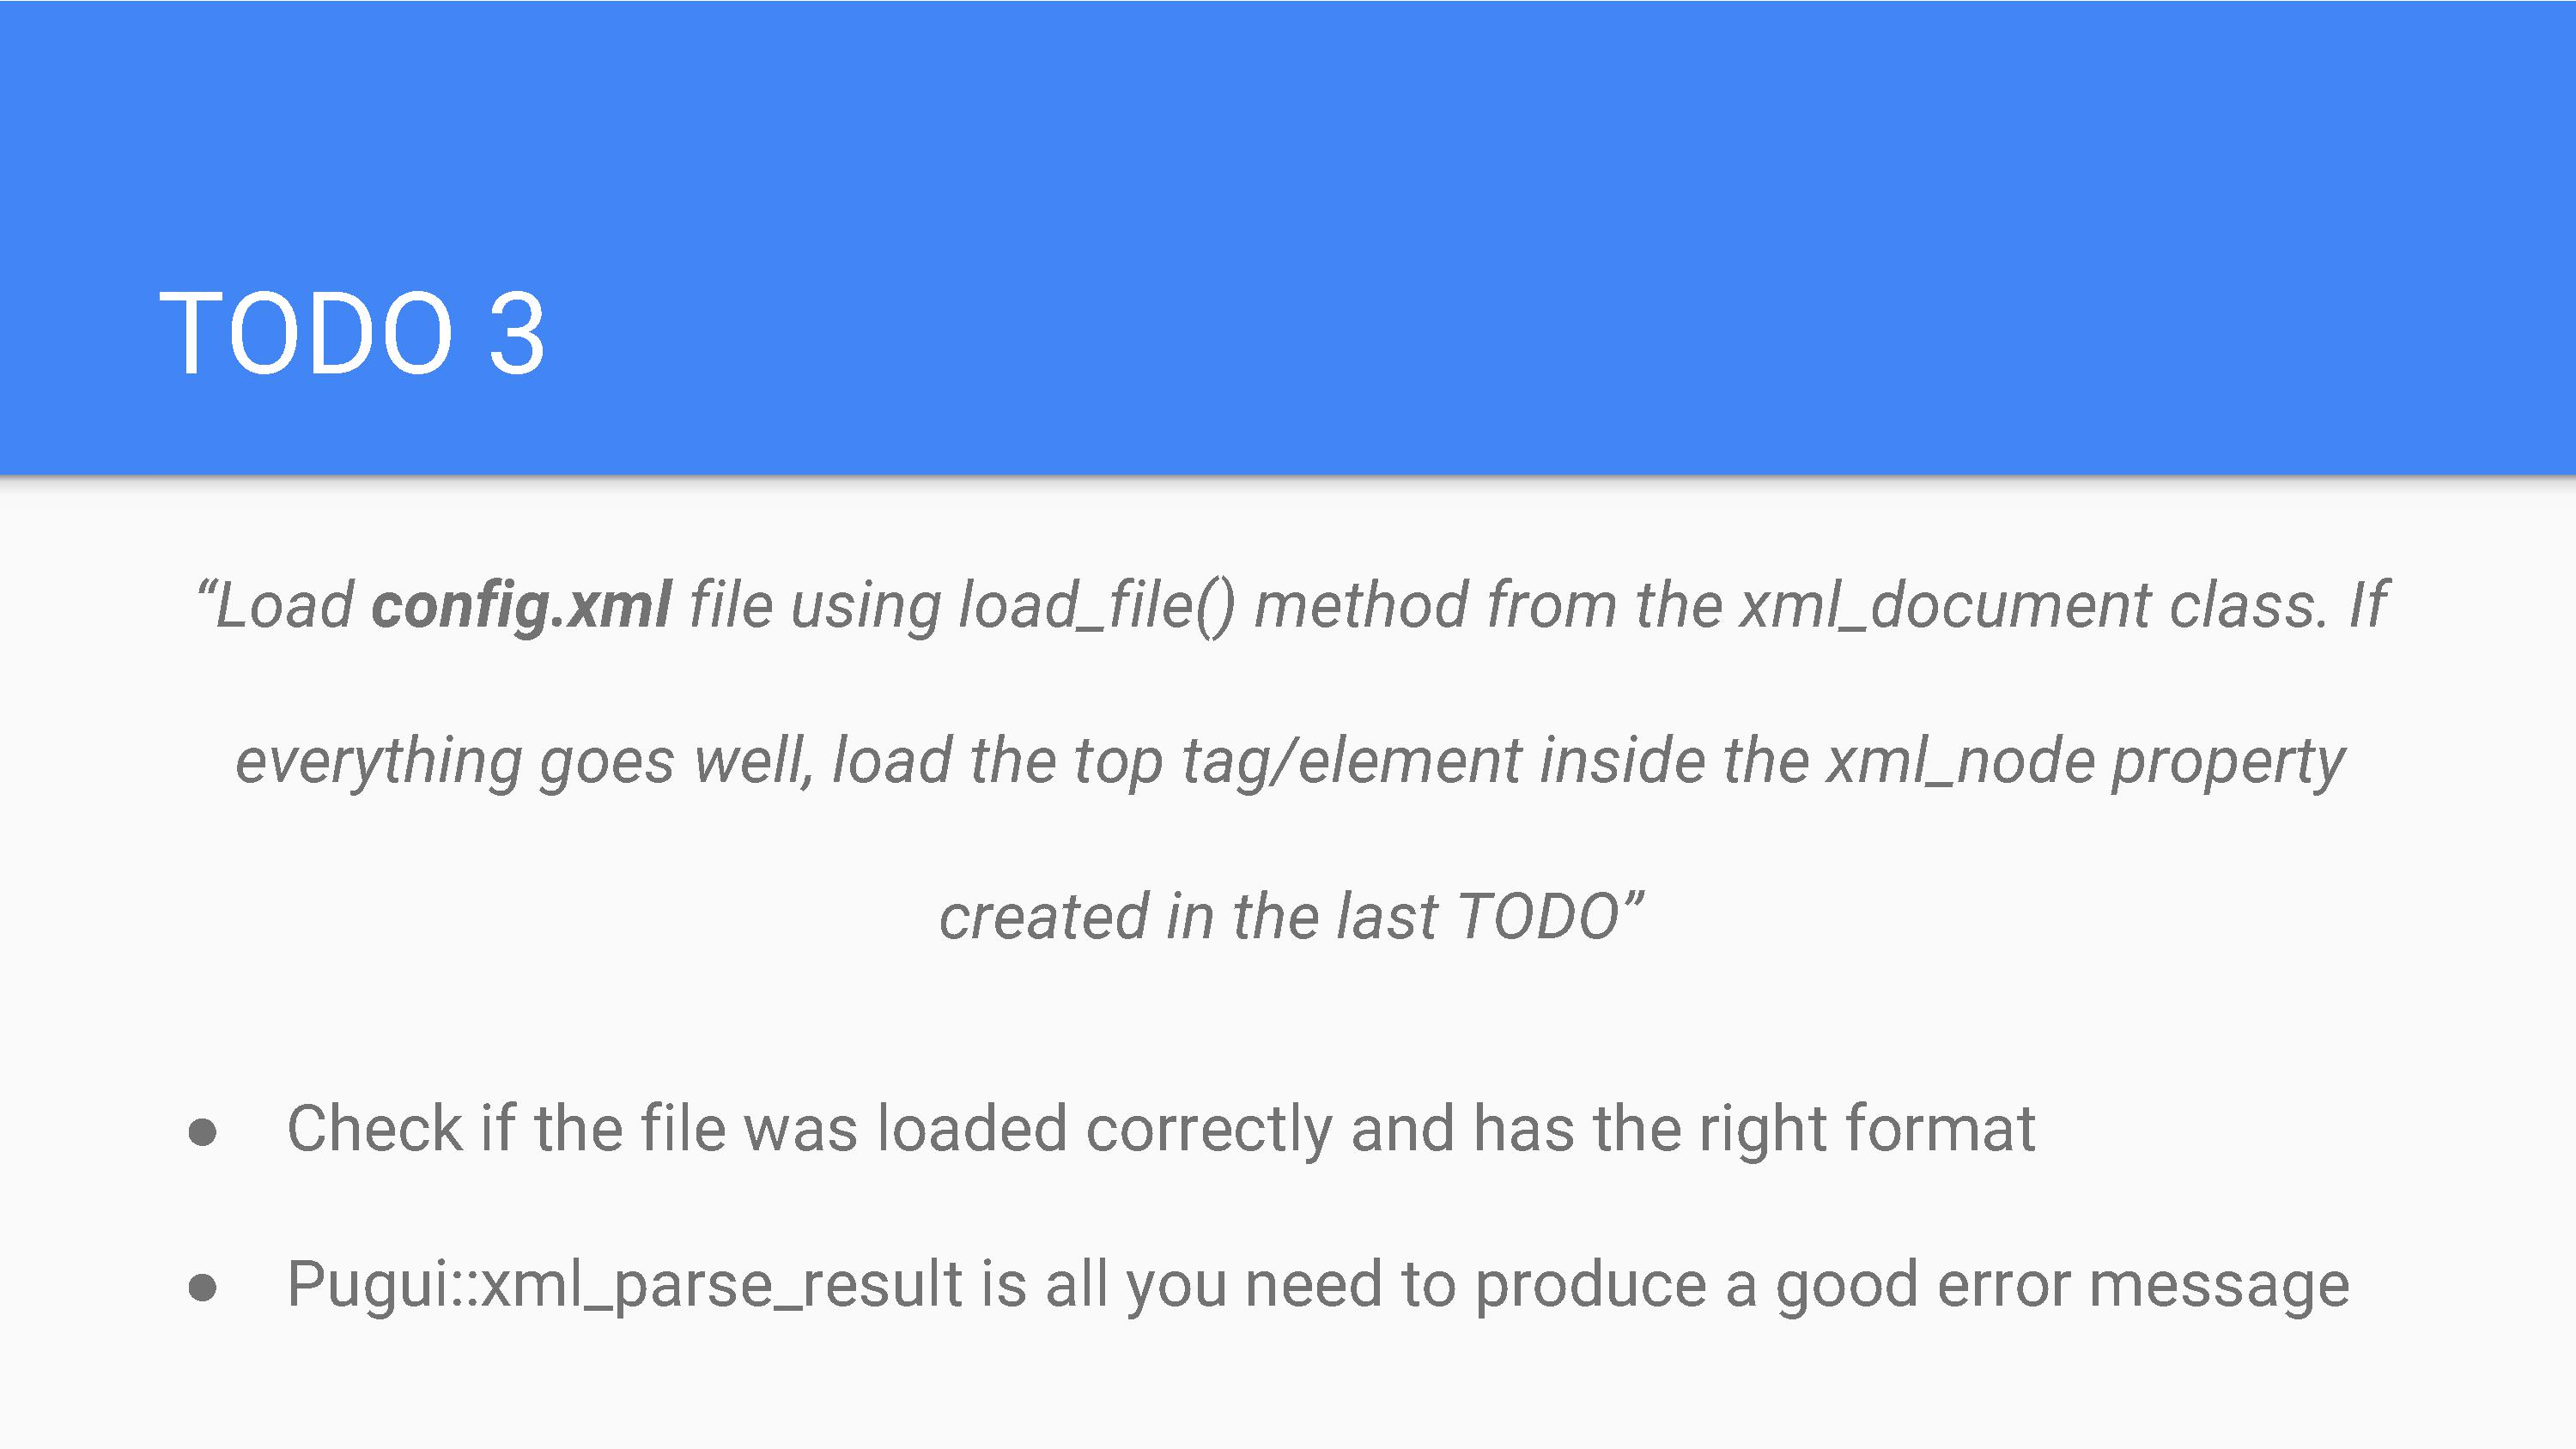 TODO 3
“Load config.xml file using load_file() method from the xml_document class. If
everything goes well, load the top tag/element inside the xml_node property
created in the last TODO”
● Check if the file was loaded correctly and has the right format
● Pugui::xml_parse_result is all you need to produce a good error message